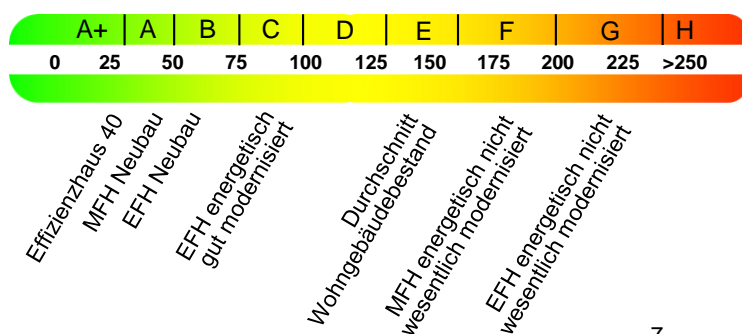 A+ A B C D E F G H
0 25 50 75 100 125 150 175 200 225 >250
Effizienzhaus 40
MFH Neubau
EFH Neubau
EFH energetisch
gut modernisiert
Durchschnitt
Wohngebäudebestand
MFH energetisch nicht
wesentlich modernisiert
EFH energetisch nicht
wesentlich modernisiert
7